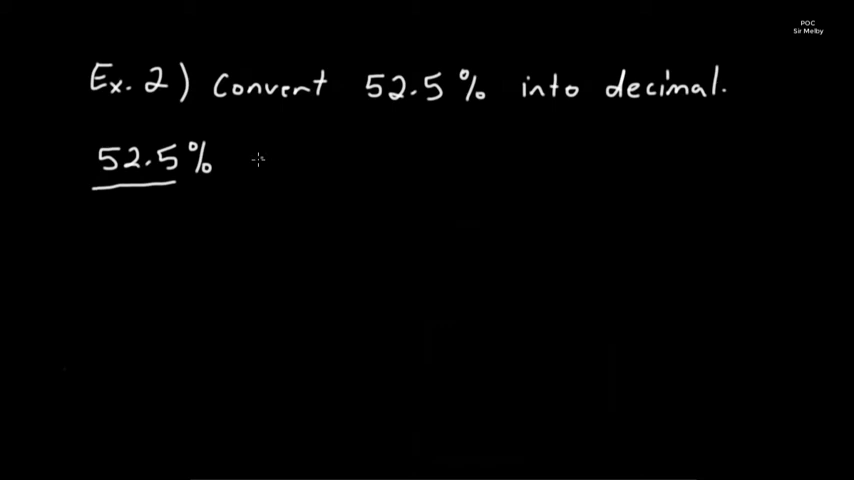 POC
Sir Melby
Ex. 2) Convert 52.5% into decimal.
52.5%